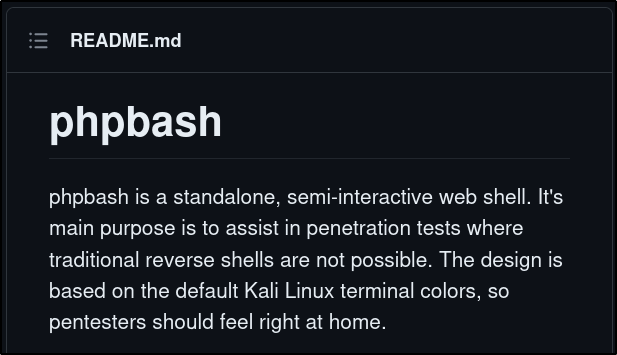 README.md
phpbash
phpbash is a standalone, semi-interactive web shell. It's
main purpose is to assist in penetration tests where
traditional reverse shells are not possible. The design is
based on the default Kali Linux terminal colors, so
pentesters should feel right at home.